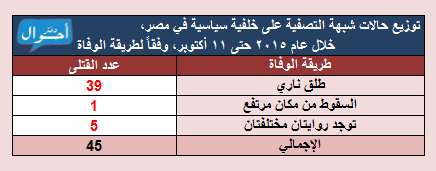 دفتر أحوال
توزيع حالات شبهة التصفية على خلفية سياسية في مصر،
خلال عام ٢٠١٥ حتى ١١ أكتوبر، وفقاً لطريقة الوفاة
طريقة الوفاة عدد القتلى
طلق ناري 39
السقوط من مكان مرتفع 1
توجد روايتان مختلفتان 5
الإجمالي 45